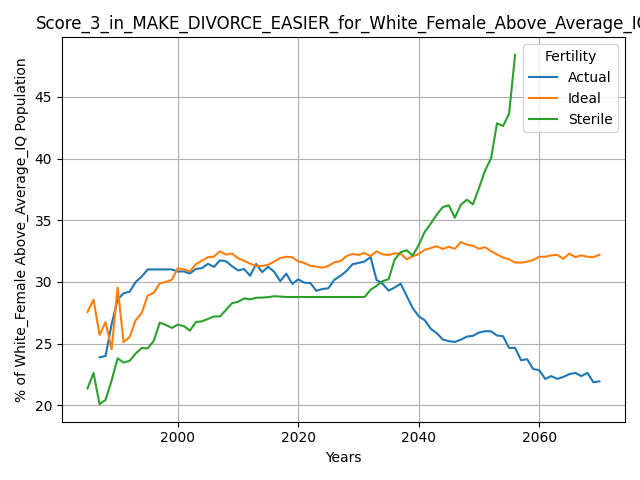 Score_3_in_MAKE_DIVORCE_EASIER_for_White_Female_Above_Average_IQ
Fertility
Actual
Ideal
Sterile
% of White_Female Above_Average_IQ Population
45
40
35
30
25
20
2000
2020
2040
2060
Years